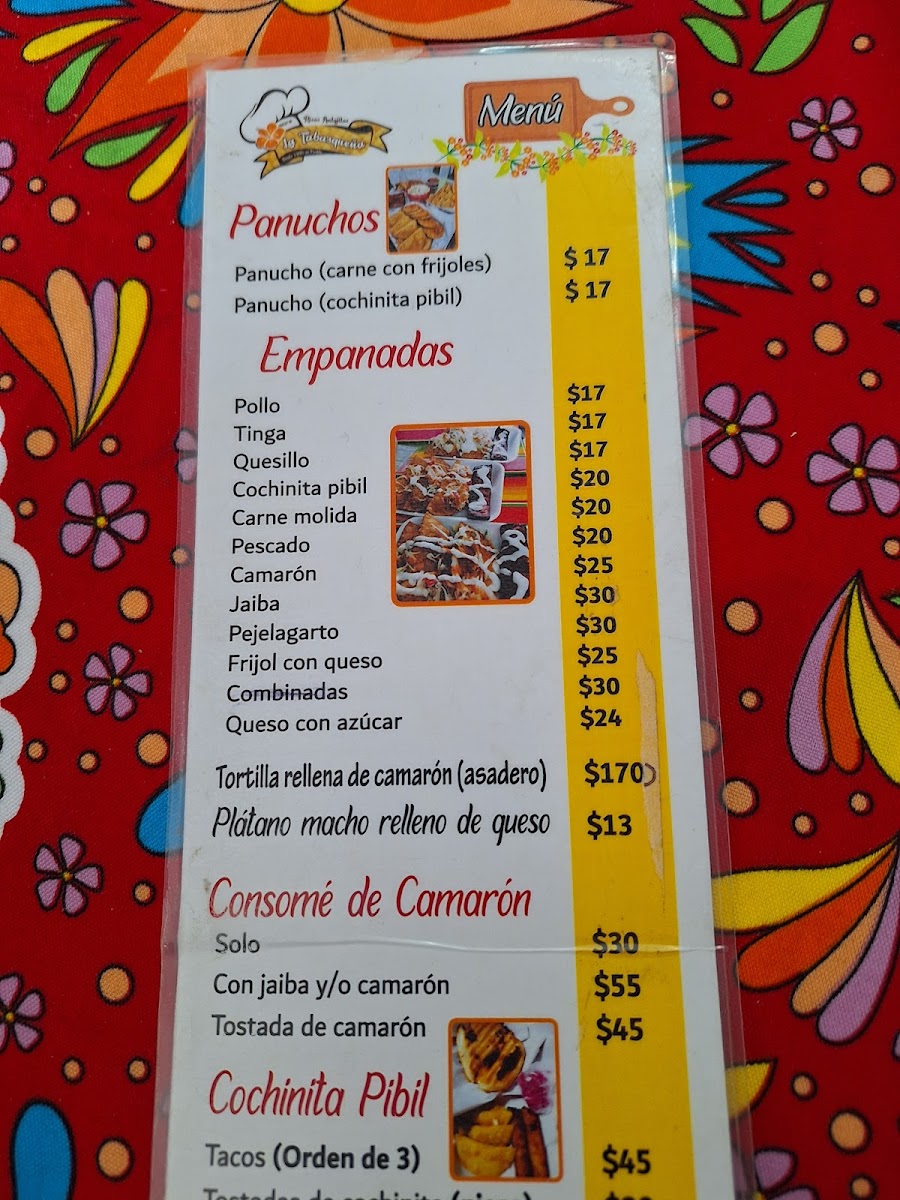 Menú
Sy Tabasqueño
Panuchos
Panucho (carne con frijoles) $ 17
Panucho (cochinita pibil) $ 17
Empanadas
Pollo $17
Tinga $17
Quesillo $17
Cochinita pibil $20
Carne molida $20
Pescado $20
Camarón $25
Jaiba $30
Pejelagarto $30
Frijol con queso $25
Combinadas $30
Queso con azúcar $24
Tortilla rellena de camarón (asadero) $170
Plátano macho relleno de queso $13
Consomé de Camarón
Solo $30
Con jaiba y/o camarón $55
Tostada de camarón $45
Cochinita Pibil
Tacos (Orden de 3) $45